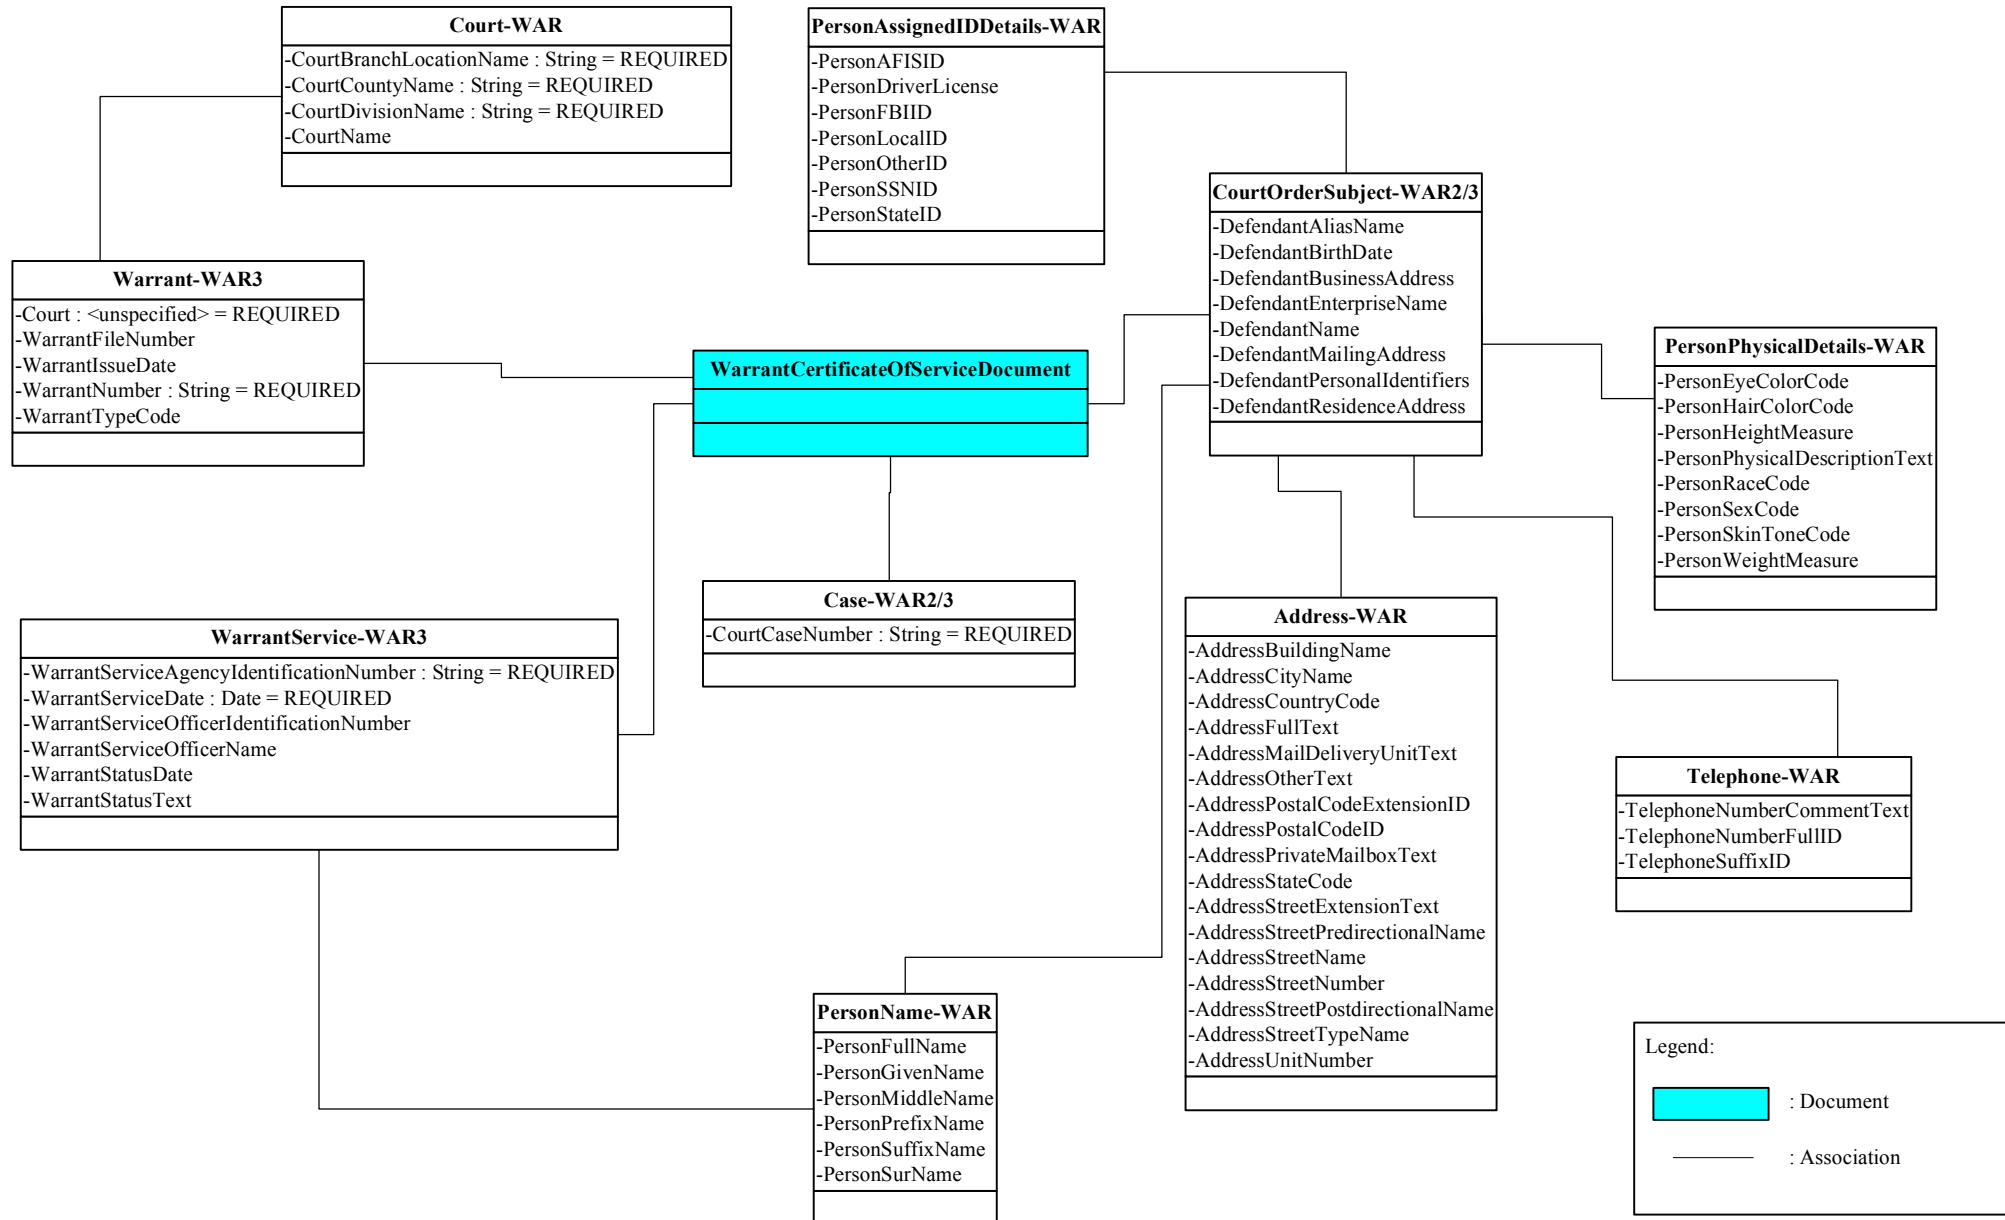 Court-WAR
-CourtBranchLocationName : String = REQUIRED
-CourtCountyName : String = REQUIRED
-CourtDivisionName : String = REQUIRED
-CourtName
PersonAssignedIDDetails-WAR
-PersonAFISID
-PersonDriverLicense
-PersonFBIID
-PersonLocalID
-PersonOtherID
-PersonSSNID
-PersonStateID
CourtOrderSubject-WAR2/3
-DefendantAliasName
-DefendantBirthDate
-DefendantBusinessAddress
-DefendantEnterpriseName
-DefendantName
-DefendantMailingAddress
-DefendantPersonalIdentifiers
-DefendantResidenceAddress
Warrant-WAR3
-Court : <unspecified> = REQUIRED
-WarrantFileNumber
-WarrantIssueDate
-WarrantNumber : String = REQUIRED
-WarrantTypeCode
WarrantCertificateOfServiceDocument
PersonPhysicalDetails-WAR
-PersonEyeColorCode
-PersonHairColorCode
-PersonHeightMeasure
-PersonPhysicalDescriptionText
-PersonRaceCode
-PersonSexCode
-PersonSkinToneCode
-PersonWeightMeasure
Case-WAR2/3
-CourtCaseNumber : String = REQUIRED
WarrantService-WAR3
-WarrantServiceAgencyIdentificationNumber : String = REQUIRED
-WarrantServiceDate : Date = REQUIRED
-WarrantServiceOfficerIdentificationNumber
-WarrantServiceOfficerName
-WarrantStatusDate
-WarrantStatusText
Address-WAR
-AddressBuildingName
-AddressCityName
-AddressCountryCode
-AddressFullText
-AddressMailDeliveryUnitText
-AddressOtherText
-AddressPostalCodeExtensionID
-AddressPostalCodeID
-AddressPrivateMailboxText
-AddressStateCode
-AddressStreetExtensionText
-AddressStreetPredirectionalName
-AddressStreetName
-AddressStreetNumber
-AddressStreetPostdirectionalName
-AddressStreetTypeName
-AddressUnitNumber
Telephone-WAR
-TelephoneNumberCommentText
-TelephoneNumberFullID
-TelephoneSuffixID
PersonName-WAR
-PersonFullName
-PersonGivenName
-PersonMiddleName
-PersonPrefixName
-PersonSuffixName
-PersonSurName
Legend:
: Document
: Association